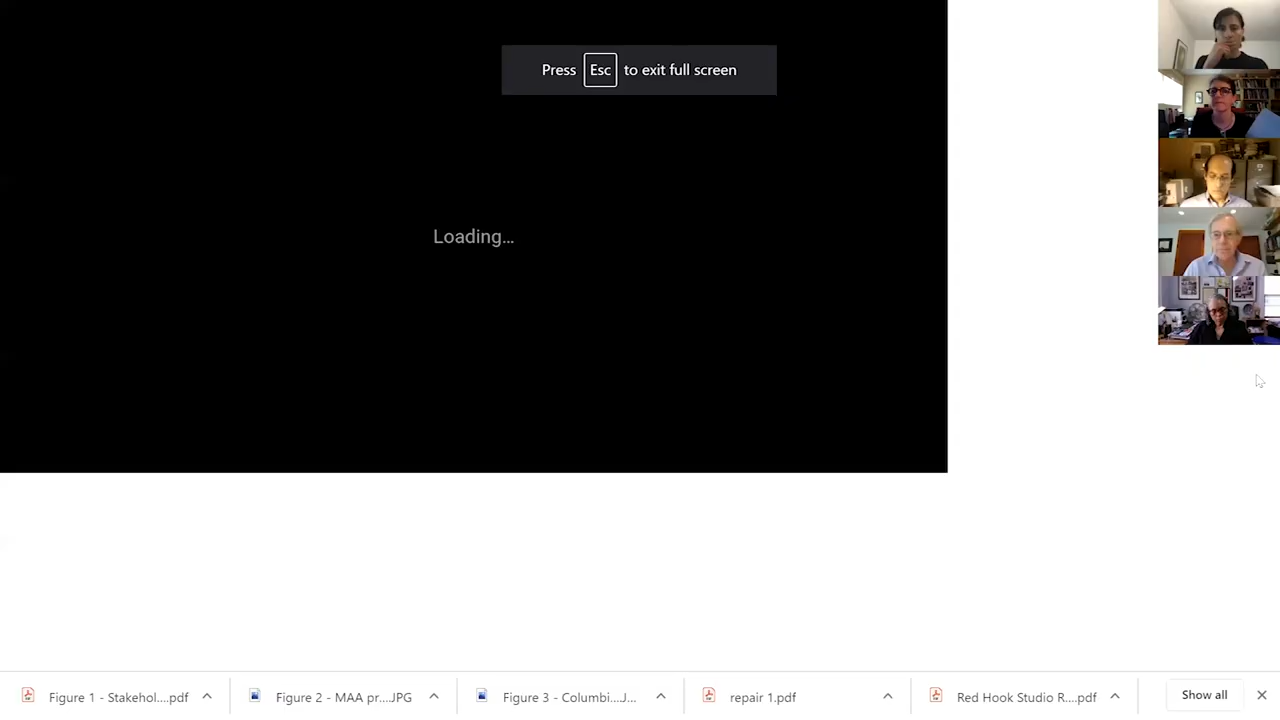 Press Esc to exit full screen
Loading...
Figure 1 - Stakehol....pdf
Figure 2 - MAA pr....JPG
Figure 3 - Columbi....J...
repair 1.pdf
Red Hook Studio R....pdf
Show all